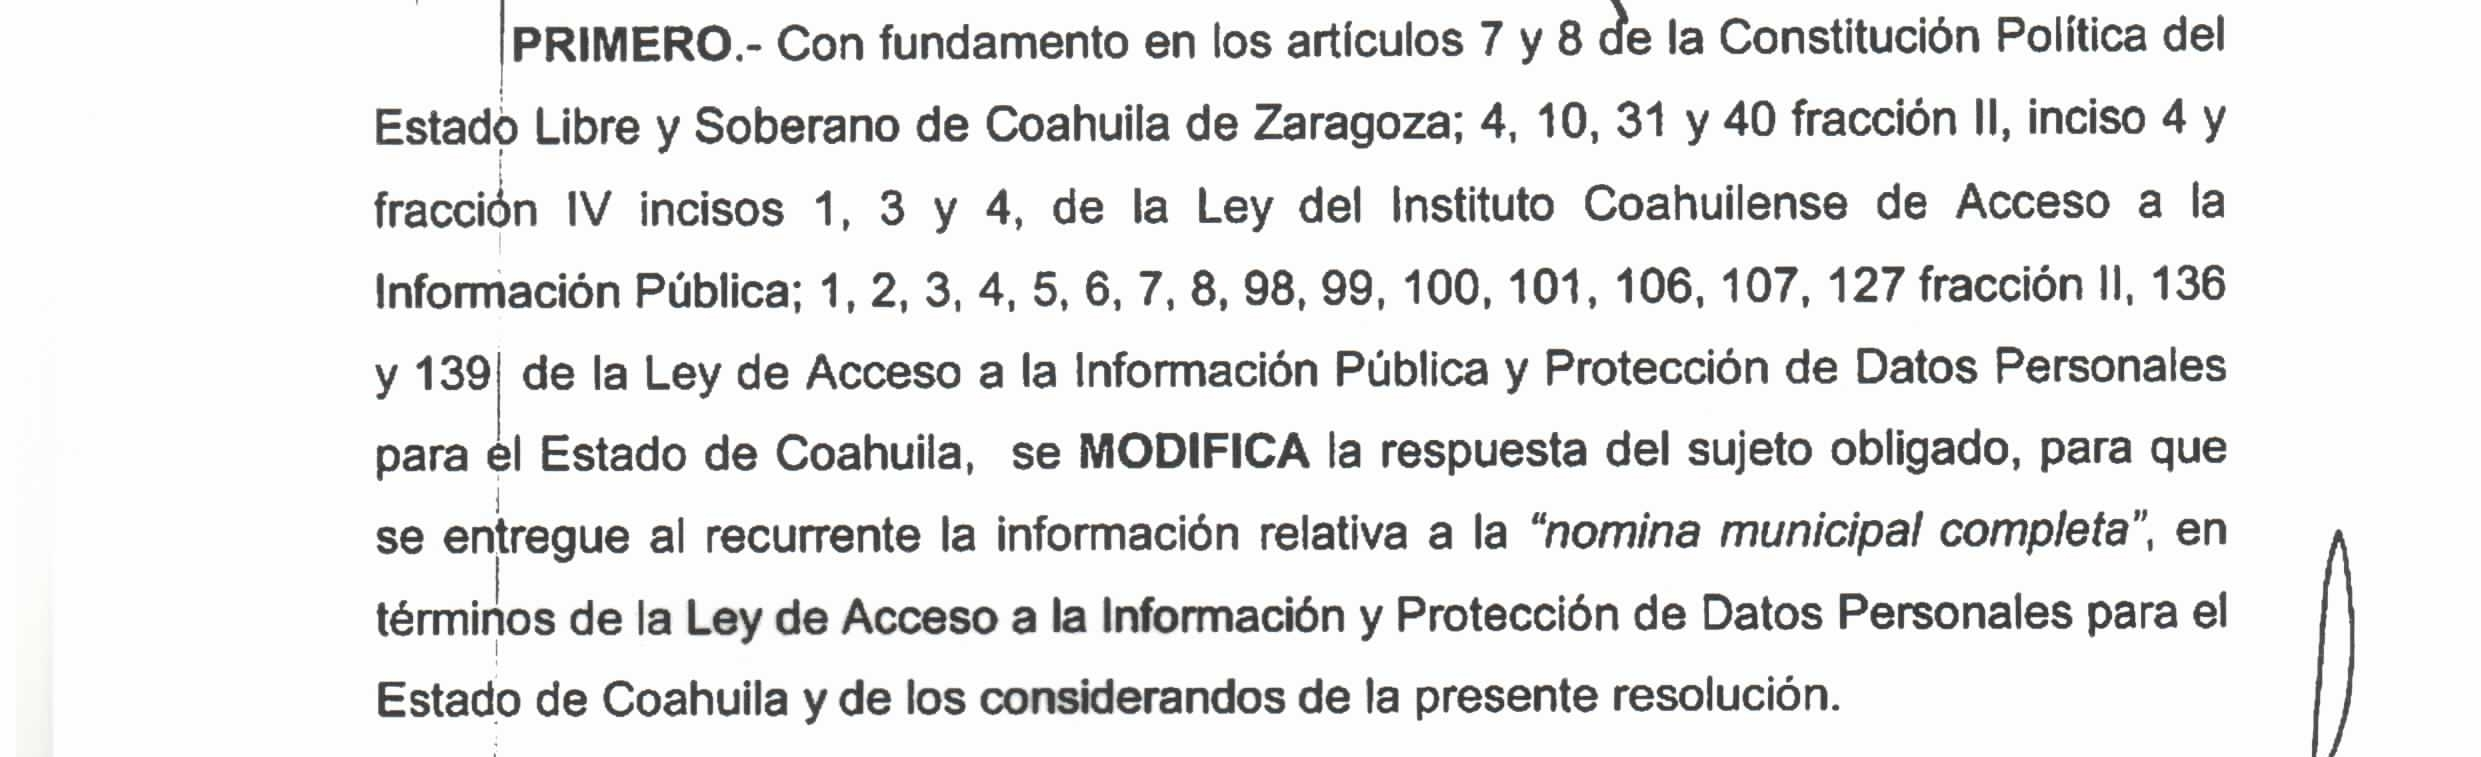 PRIMERO.- Con fundamento en los artículos 7 y 8 de la Constitución Política del
Estado Libre y Soberano de Coahuila de Zaragoza; 4, 10, 31 y 40 fracción II, inciso 4 y
fracción IV incisos 1, 3 y 4, de la Ley del Instituto Coahuilense de Acceso a la
Información Pública; 1, 2, 3, 4, 5, 6, 7, 8, 98, 99, 100, 101, 106, 107, 127 fracción II, 136
y 139 de la Ley de Acceso a la Información Pública y Protección de Datos Personales
para el Estado de Coahuila, se MODIFICA la respuesta del sujeto obligado, para que
se entregue al recurrente la información relativa a la “nomina municipal completa”, en
términos de la Ley de Acceso a la Información y Protección de Datos Personales para el
Estado de Coahuila y de los considerandos de la presente resolución.